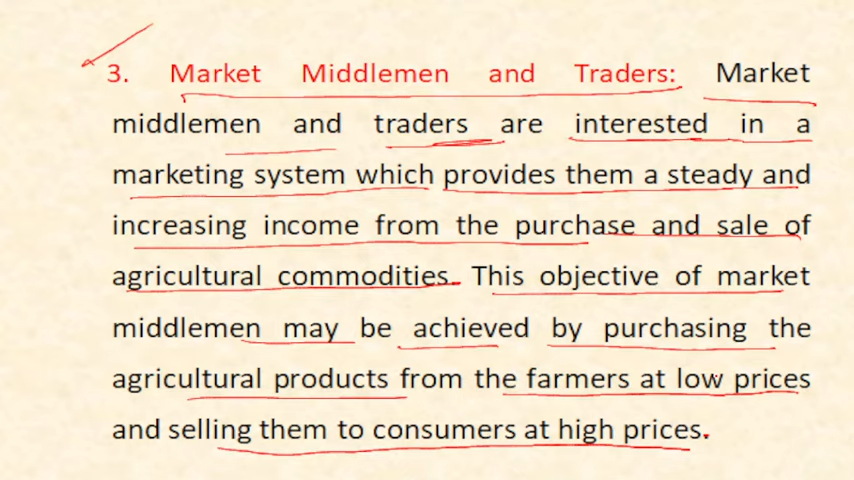 3. Market Middlemen and Traders: Market
middlemen and traders are interested in a
marketing system which provides them a steady and
increasing income from the purchase and sale of
agricultural commodities. This objective of market
middlemen may be achieved by purchasing the
agricultural products from the farmers at low prices
and selling them to consumers at high prices.